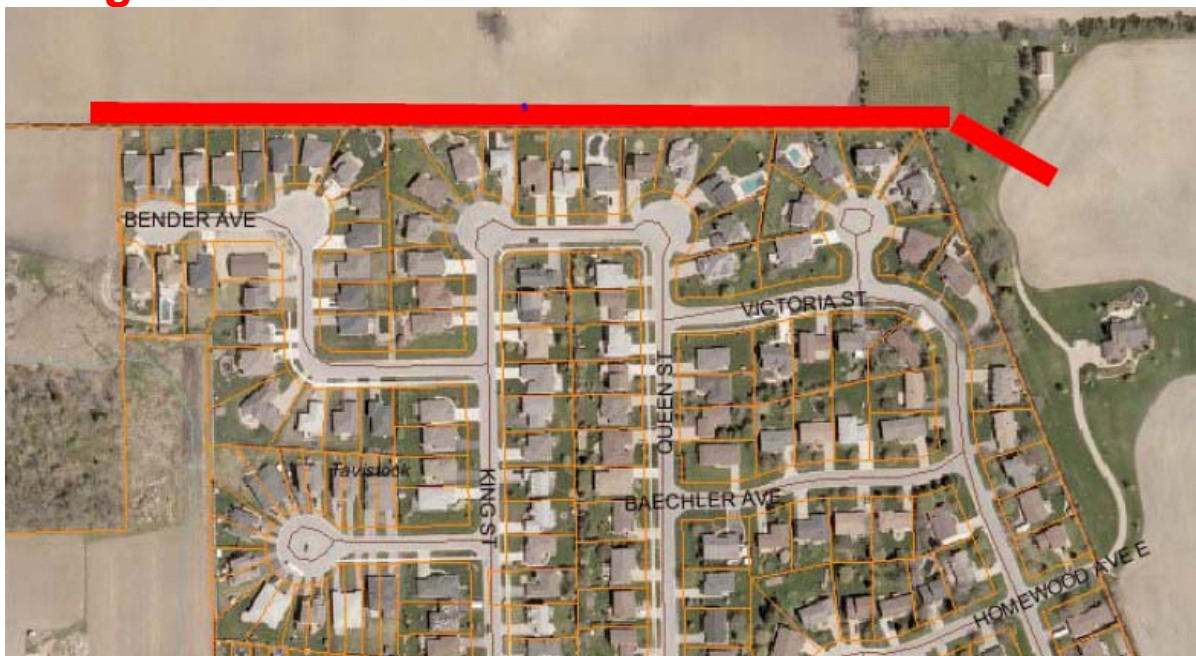 BENDER AVE
VICTORIA ST
QUEEN ST
Tavistock
KING ST
BAECHLER AVE
HOMEWOOD AVE E